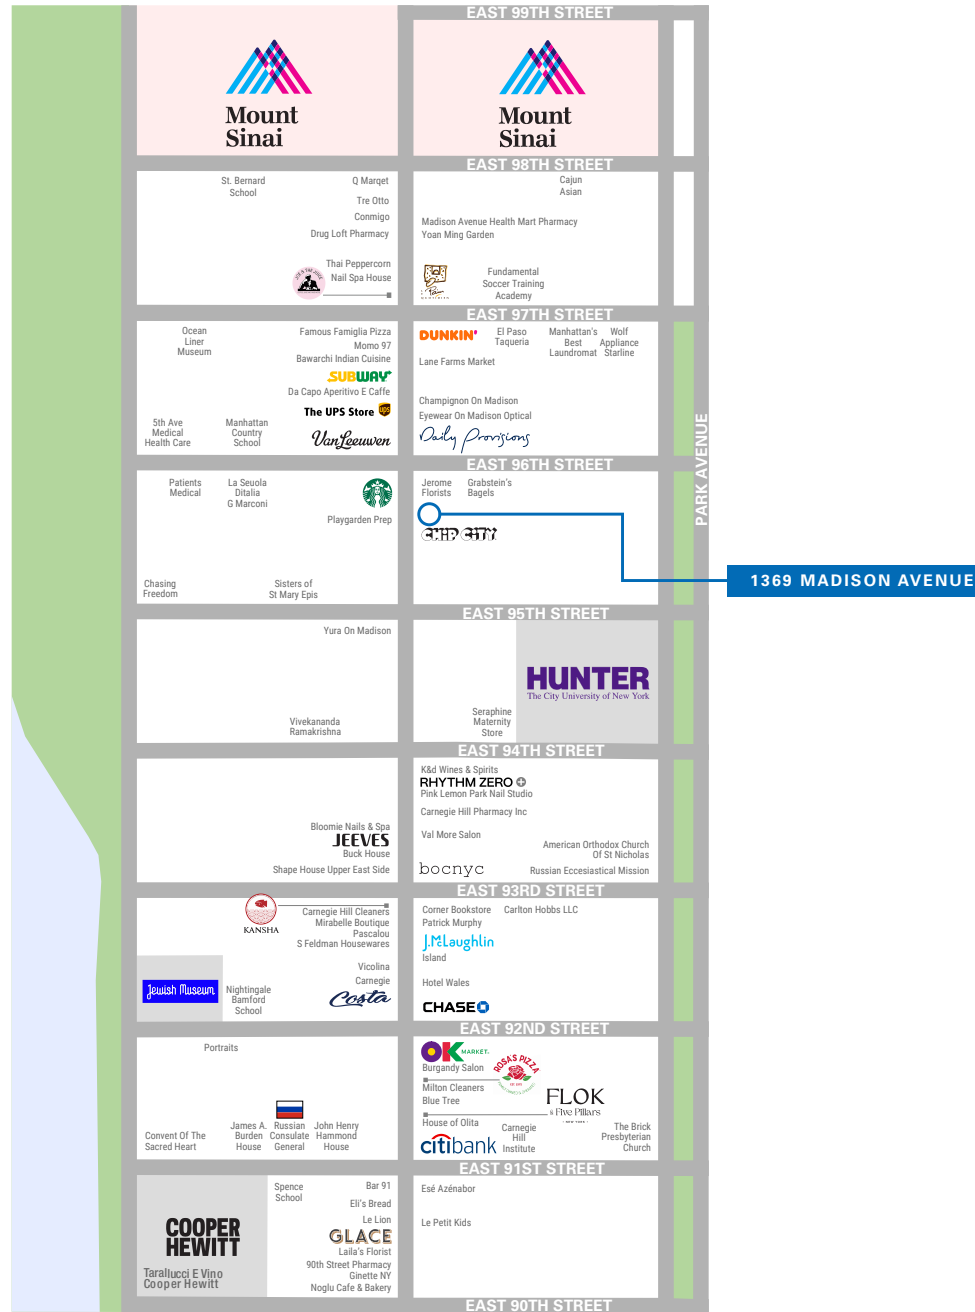 EAST 99TH STREET
Mount
Sinai
Mount
Sinai
EAST 98TH STREET
St. Bernard
School
Q Marqet
Tre Otto
Conmigo
Drug Loft Pharmacy
Thai Peppercorn
Nail Spa House
Cajun
Asian
Madison Avenue Health Mart Pharmacy
Yoan Ming Garden
Fundamental
Soccer Training
Academy
EAST 97TH STREET
Ocean
Liner
Museum
Famous Famiglia Pizza
Momo 97
Bawarchi Indian Cuisine
SUBWAY
Da Capo Aperitivo E Caffe
The UPS Store
ups
5th Ave
Medical
Health Care
Manhattan
Country
School
Van Leeuwen
DUNKIN'
El Paso
Taqueria
Manhattan's
Best
Laundromat
Wolf
Appliance
Starline
Lane Farms Market
Champignon On Madison
Eyewear On Madison Optical
Daily Provisions
PARK AVENUE
EAST 96TH STREET
Patients
Medical
La Seuola
Ditalia
G Marconi
Playgarden Prep
Chasing
Freedom
Sisters of
St Mary Epis
Jerome
Florists
Grabstein's
Bagels
CHIP CITY
1369 MADISON AVENUE
EAST 95TH STREET
Yura On Madison
Vivekananda
Ramakrishna
Seraphine
Maternity
Store
HUNTER
The City University of New York
EAST 94TH STREET
Bloomie Nails & Spa
JEEVES
Buck House
Shape House Upper East Side
K&d Wines & Spirits
RHYTHM ZERO
Pink Lemon Park Nail Studio
Carnegie Hill Pharmacy Inc
Val More Salon
bocnyc
American Orthodox Church
Of St Nicholas
Russian Eccesiastical Mission
EAST 93RD STREET
KANSHA
Carnegie Hill Cleaners
Mirabelle Boutique
Pascalou
S Feldman Housewares
Vicolina
Carnegie
Costa
Jewish Museum
Nightingale
Bamford
School
Corner Bookstore
Carlton Hobbs LLC
Patrick Murphy
J.McLaughlin
Island
Hotel Wales
CHASE
EAST 92ND STREET
Portraits
Convent Of The
Sacred Heart
James A.
Burden
House
Russian
Consulate
General
John Henry
Hammond
House
OK MARKET
Burgandy Salon
ROSA'S PIZZA
Milton Cleaners
Blue Tree
FLOK
& Five Pillars
House of Olita
citibank
Carnegie
Hill
Institute
The Brick
Presbyterian
Church
EAST 91ST STREET
COOPER
HEWITT
Tarallucci E Vino
Cooper Hewitt
Spence
School
Bar 91
Eli's Bread
Le Lion
GLACE
Laila's Florist
90th Street Pharmacy
Ginette NY
Noglu Cafe & Bakery
Esé Azénabor
Le Petit Kids
EAST 90TH STREET